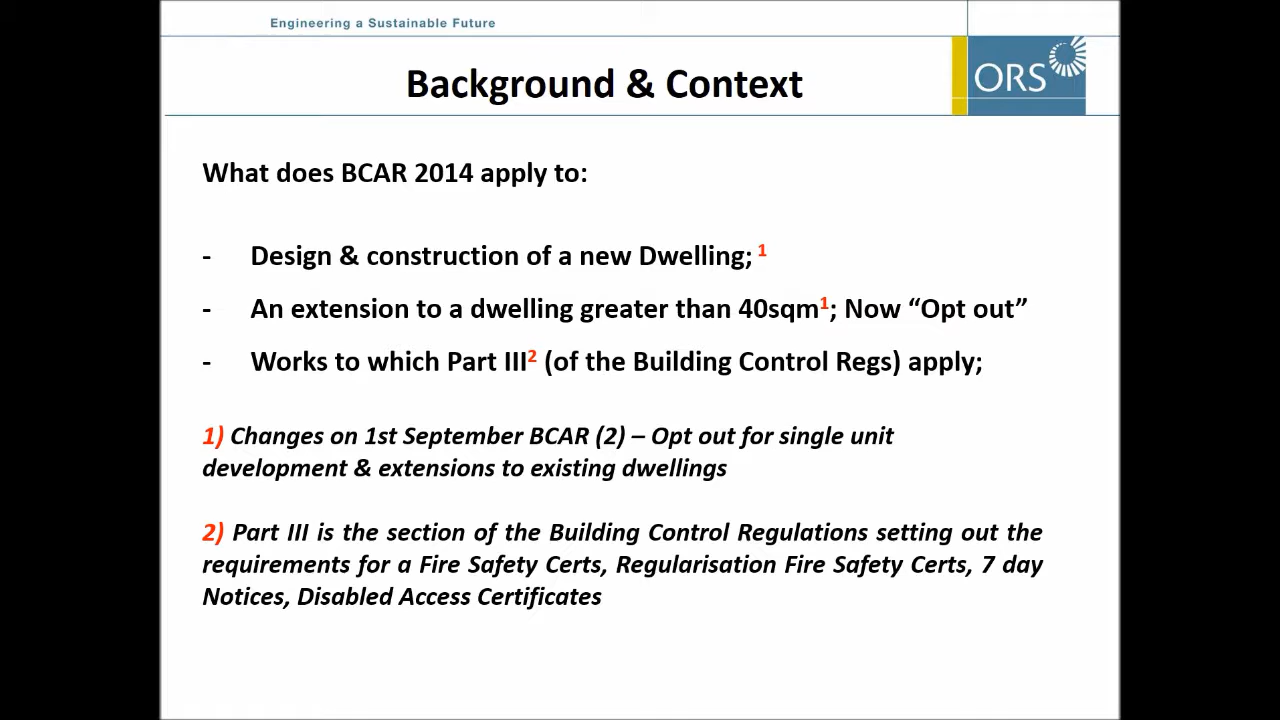 Engineering a Sustainable Future
Background & Context
ORS
What does BCAR 2014 apply to:
- Design & construction of a new Dwelling; 1
- An extension to a dwelling greater than 40sqm1; Now “Opt out”
- Works to which Part III2 (of the Building Control Regs) apply;
1) Changes on 1st September BCAR (2) – Opt out for single unit
development & extensions to existing dwellings
2) Part III is the section of the Building Control Regulations setting out the
requirements for a Fire Safety Certs, Regularisation Fire Safety Certs, 7 day
Notices, Disabled Access Certificates